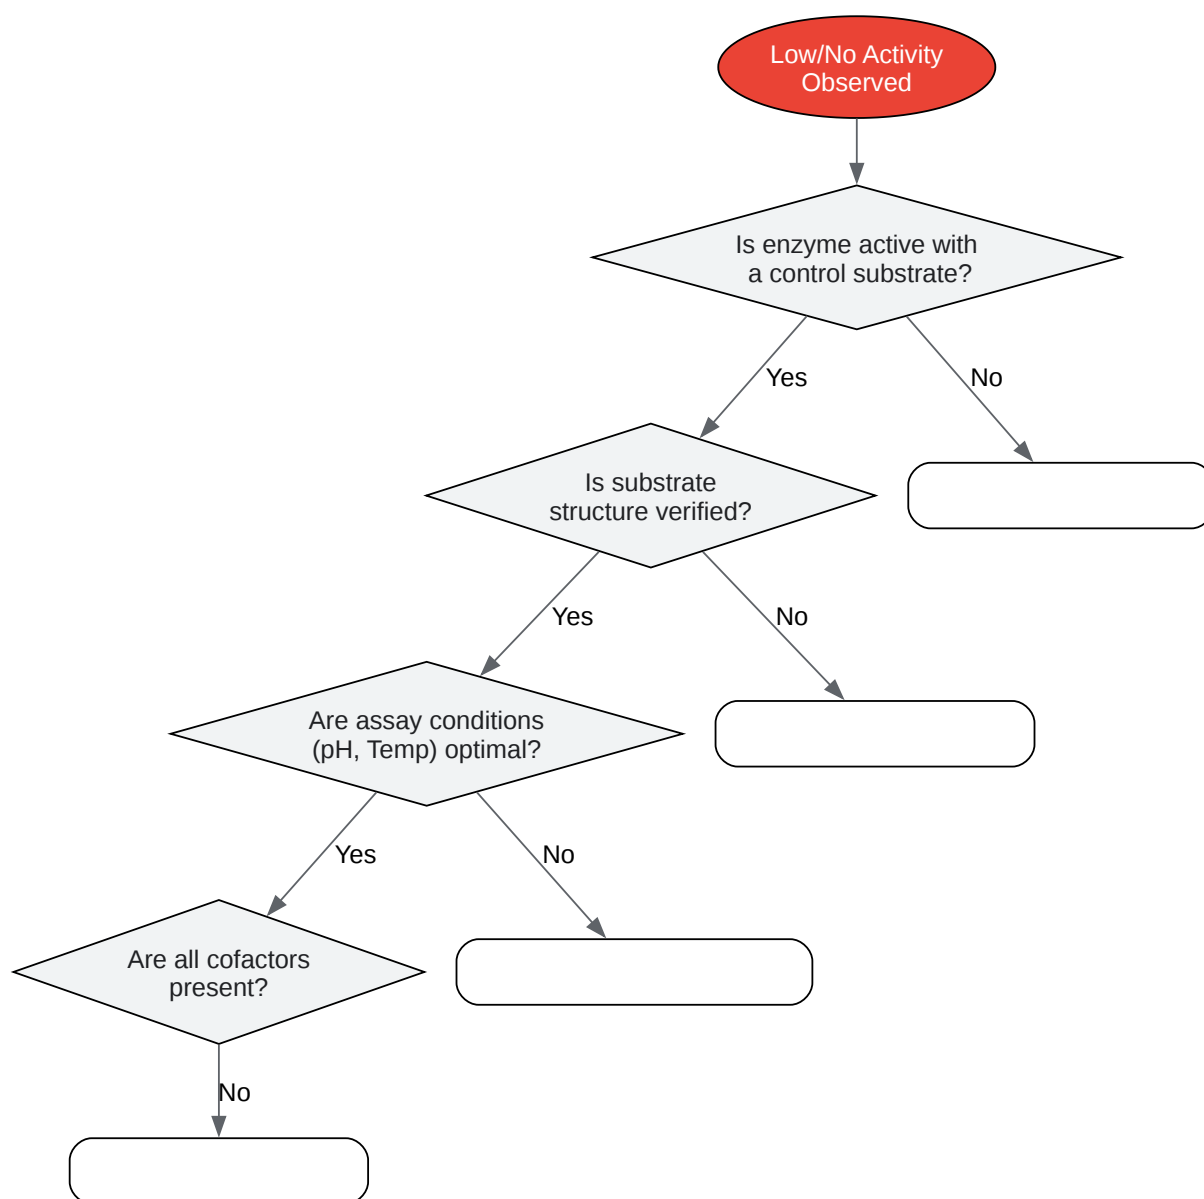 Low/No Activity
Observed
Is enzyme active with
a control substrate?
Yes
No
Is substrate
structure verified?
Yes
No
Are assay conditions
(pH, Temp) optimal?
Yes
No
Are all cofactors
present?
No